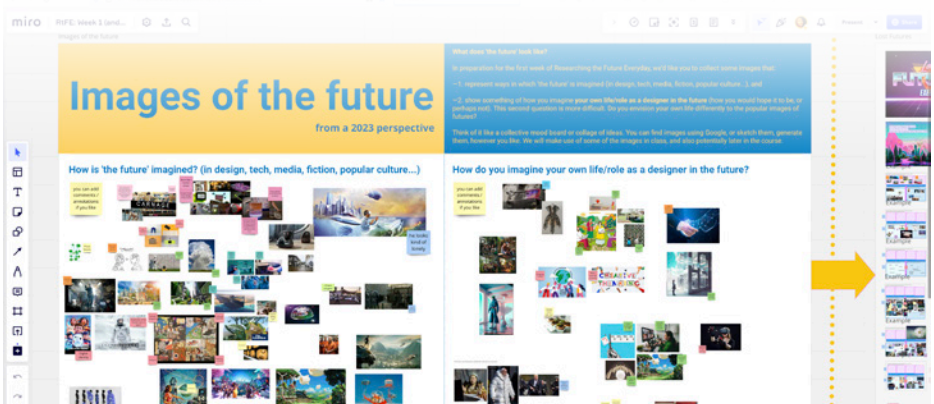 miro
RtFE: Week 1 (and...
Present
Images of the future
Images of the future
from a 2023 perspective
What does 'the future' look like?
In preparation for the first week of Researching the Future Everyday, we'd like you to collect some images that:
~1. represent ways in which 'the future' is imagined (in design, tech, media, fiction, popular culture...), and
~2. show something of how you imagine your own life/role as a designer in the future (how you would hope it to be, or
perhaps not). This second question is more difficult. Do you envision your own life differently to the popular images of
futures?
Think of it like a collective mood board or collage of ideas. You can find images using Google, or sketch them, generate
them, however you like. We will make use of some of the images in class, and also potentially later in the course.
How is 'the future' imagined? (in design, tech, media, fiction, popular culture...)
How do you imagine your own life/role as a designer in the future?
you can add
comments /
annotations
if you like
you can add
comments /
annotations
if you like
CARNAGE
he looks
kind of
lonely
CREATIVE
THINKING
Example
Example
Example